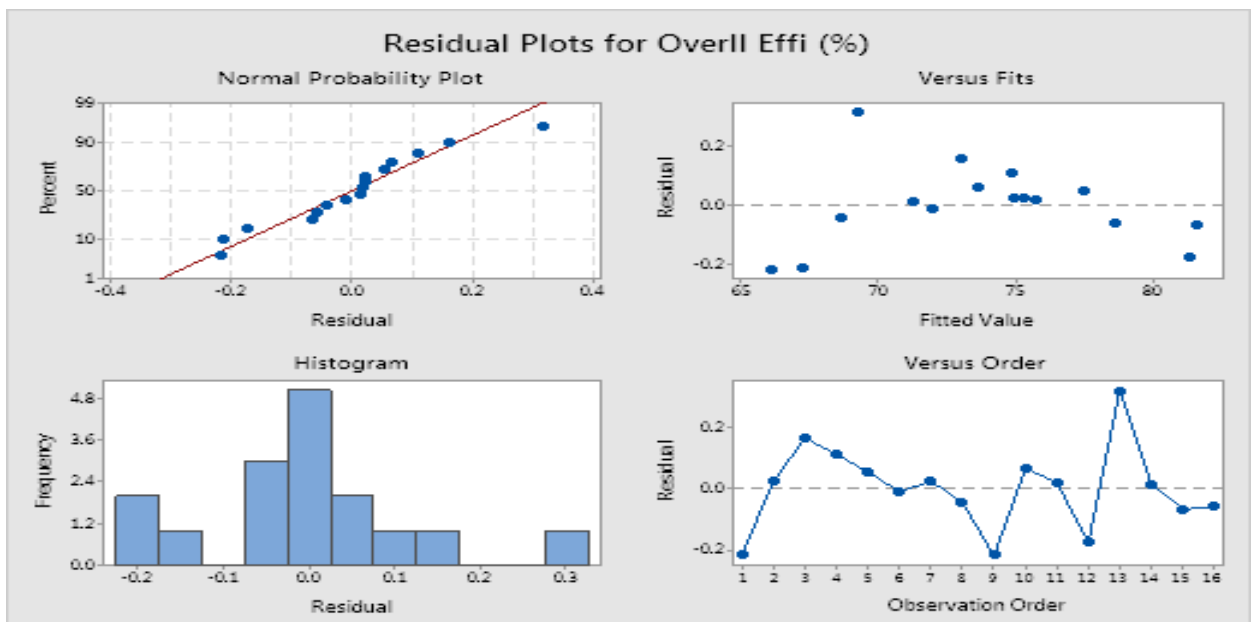 Residual Plots for Overll Effi (%)
Normal Probability Plot
99
90
50
10
1
Percent
-0.4 -0.2 0.0 0.2 0.4
Residual
Versus Fits
0.2
0.0
-0.2
Residual
65 70 75 80
Fitted Value
Histogram
4.8
3.6
2.4
1.2
0.0
Frequency
-0.2 -0.1 0.0 0.1 0.2 0.3
Residual
Versus Order
0.2
0.0
-0.2
Residual
1 2 3 4 5 6 7 8 9 10 11 12 13 14 15 16
Observation Order